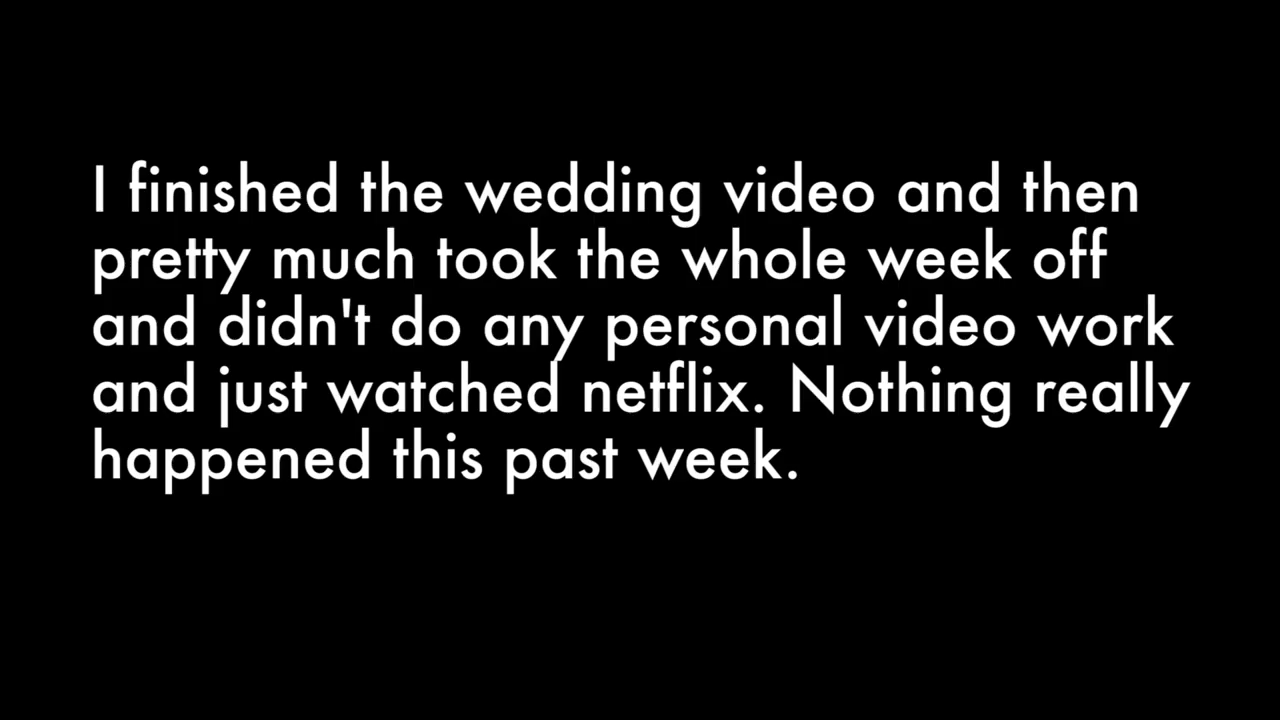 I finished the wedding video and then
pretty much took the whole week off
and didn't do any personal video work
and just watched netflix. Nothing really
happened this past week.